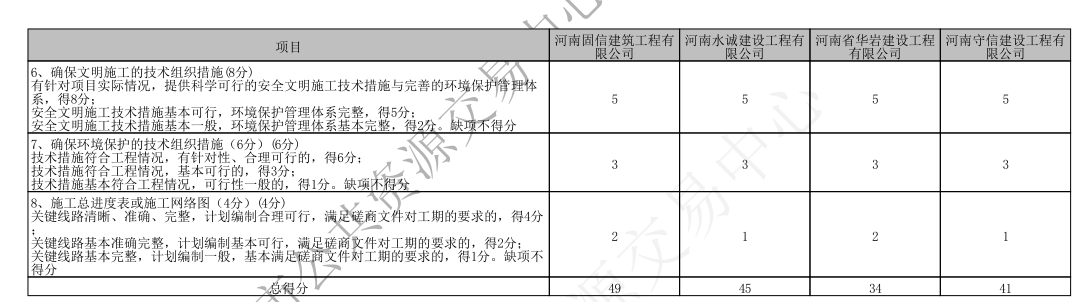 项目
河南固信建筑工程有限公司
河南水诚建设工程有限公司
河南省华岩建设工程有限公司
河南守信建设工程有限公司
6、确保文明施工的技术组织措施(8分)
有针对项目实际情况，提供科学可行的安全文明施工技术措施与完善的环境保护管理体
系，得8分；
安全文明施工技术措施基本可行，环境保护管理体系完整，得5分；
安全文明施工技术措施基本一般，环境保护管理体系基本完整，得2分。缺项不得分
5
5
5
5
7、确保环境保护的技术组织措施（6分）(6分)
技术措施符合工程情况，有针对性、合理可行的，得6分；
技术措施符合工程情况，基本可行的，得3分；
技术措施基本符合工程情况，可行性一般的，得1分。缺项不得分
3
3
3
3
8、施工总进度表或施工网络图（4分）(4分)
关键线路清晰、准确、完整，计划编制合理可行，满足磋商文件对工期的要求的，得4分
；
关键线路基本准确完整，计划编制基本可行，满足磋商文件对工期的要求的，得2分；
关键线路基本完整，计划编制一般，基本满足磋商文件对工期的要求的，得1分。缺项不
得分
2
1
2
1
总得分
49
45
34
41
市公共资源交易中心
源交易中心